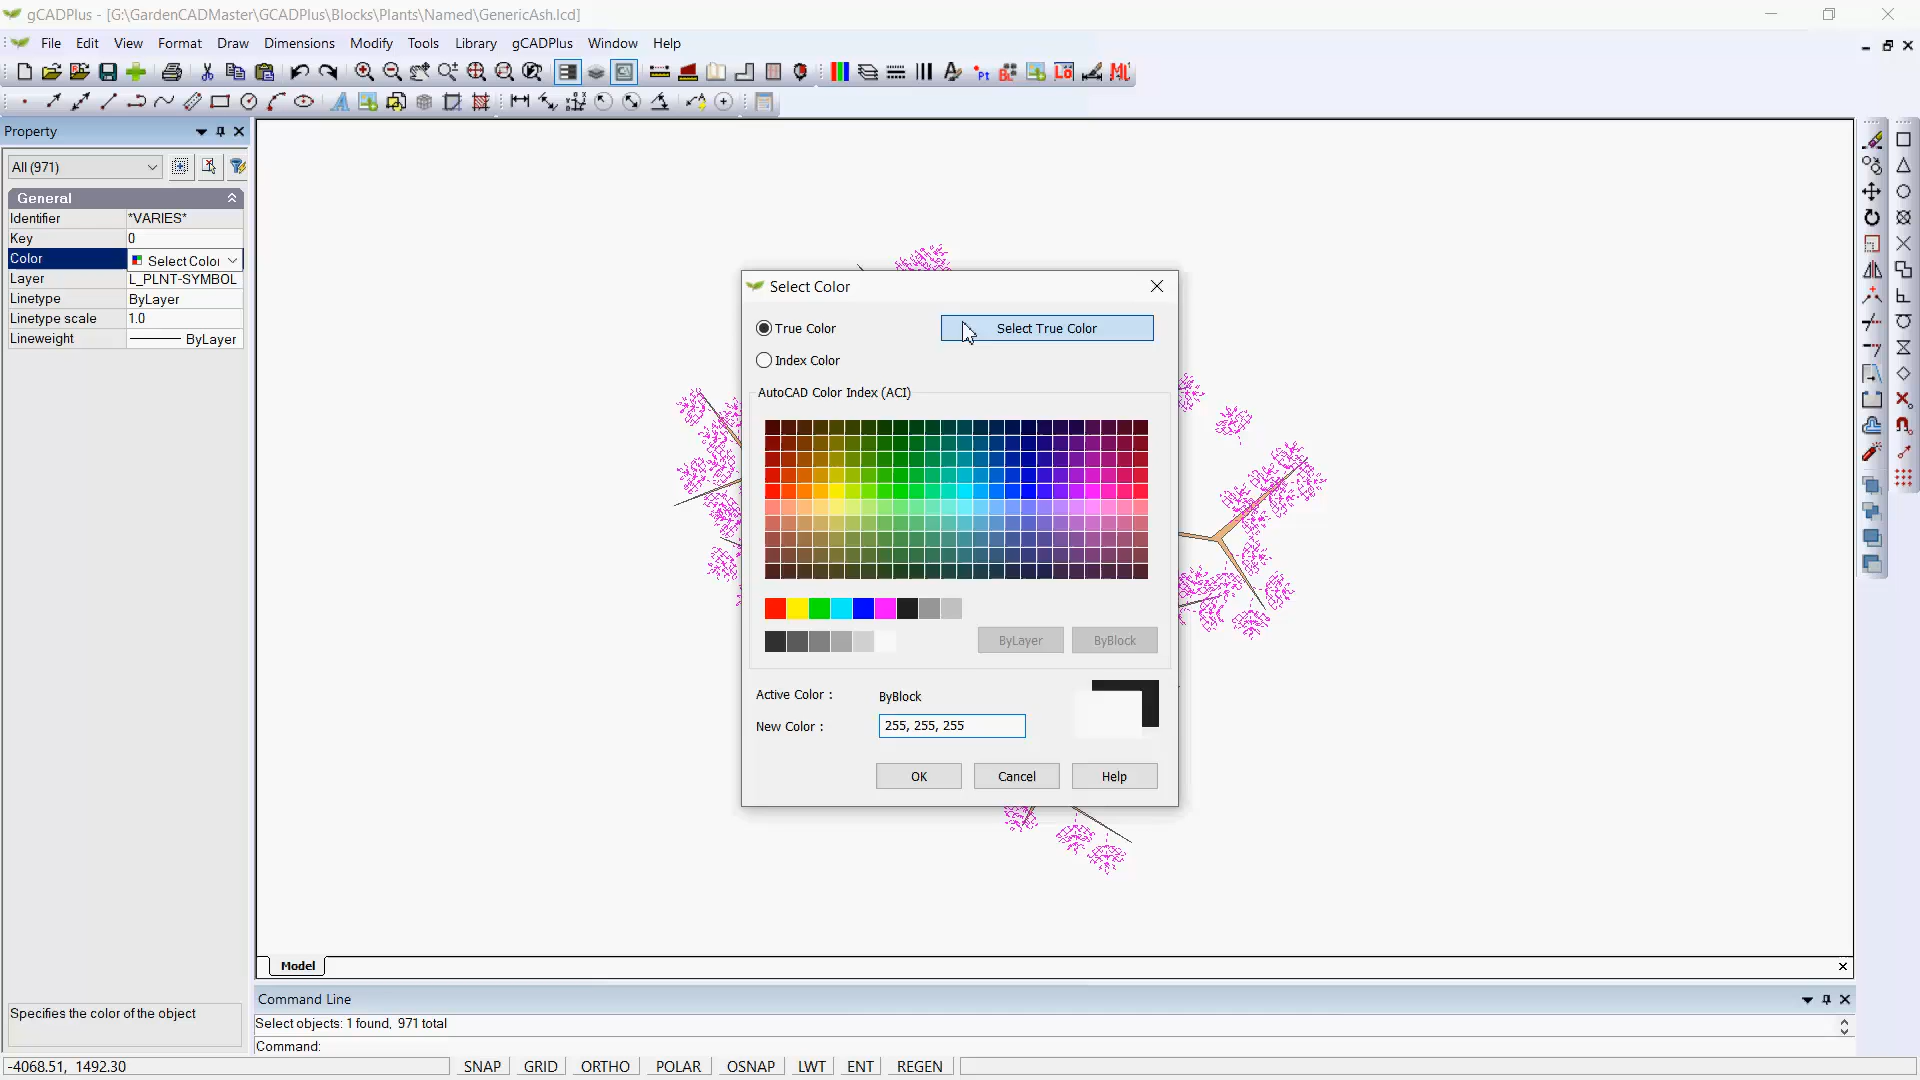 gCADPlus - [G:\GardenCADMaster\GCADPlus\Blocks\Plants\Named\GenericAsh.lcd]
File Edit View Format Draw Dimensions Modify Tools Library gCADPlus Window Help
Property
All (971)
General
Identifier *VARIES*
Key 0
Color Select Color
Layer L_PLNT-SYMBOL
Linetype ByLayer
Linetype scale 1.0
Lineweight ByLayer
Specifies the color of the object
Select Color
True Color Select True Color
Index Color
AutoCAD Color Index (ACI)
ByLayer ByBlock
Active Color : ByBlock
New Color : 255, 255, 255
OK Cancel Help
Model
Command Line
Select objects: 1 found, 971 total
Command:
-4068.51, 1492.30 SNAP GRID ORTHO POLAR OSNAP LWT ENT REGEN